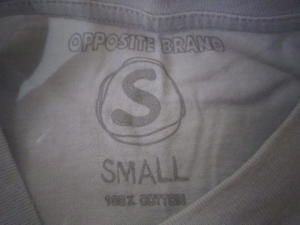 OPPOSITE BRAND
S
SMALL
100% COTTON